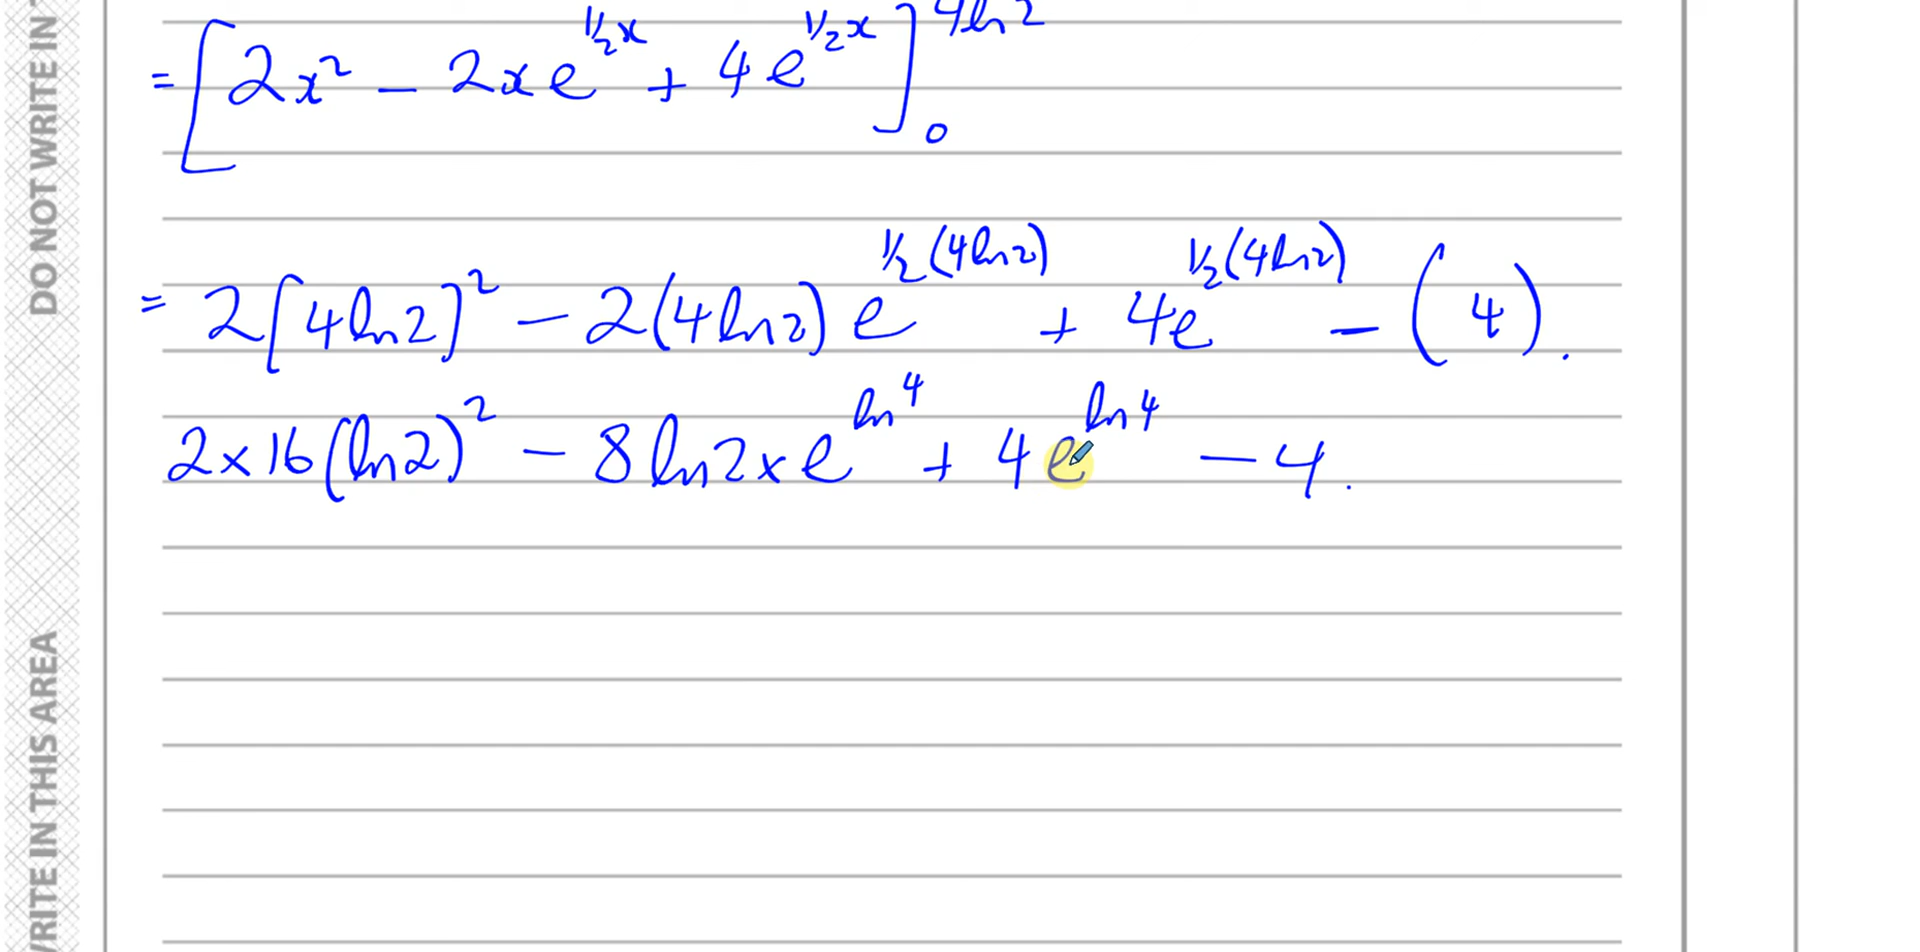 = [2x² − 2xe^{½x} + 4e^{½x}]₀^{4ln2}
= 2[4ln2]² − 2(4ln2)e^{½(4ln2)} + 4e^{½(4ln2)} − (4).
2×16(ln2)² − 8ln2×e^{ln4} + 4e^{ln4} − 4.
DO NOT WRITE IN
WRITE IN THIS AREA